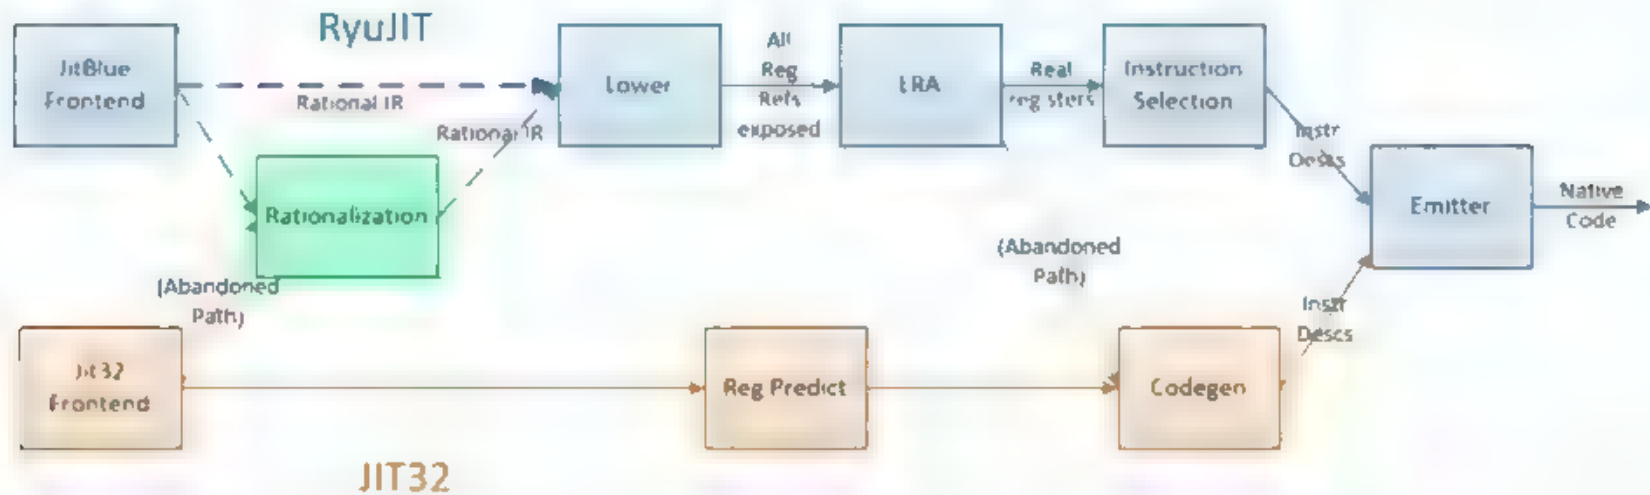 RyuJIT
JitBlue
Frontend
Rational IR
Rational IR
Rationalization
Lower
All
Reg
Refs
exposed
LRA
Real
registers
Instruction
Selection
Instr
Descs
Emitter
Native
Code
(Abandoned
Path)
(Abandoned
Path)
Jit32
Frontend
Reg Predict
Codegen
Instr
Descs
JIT32